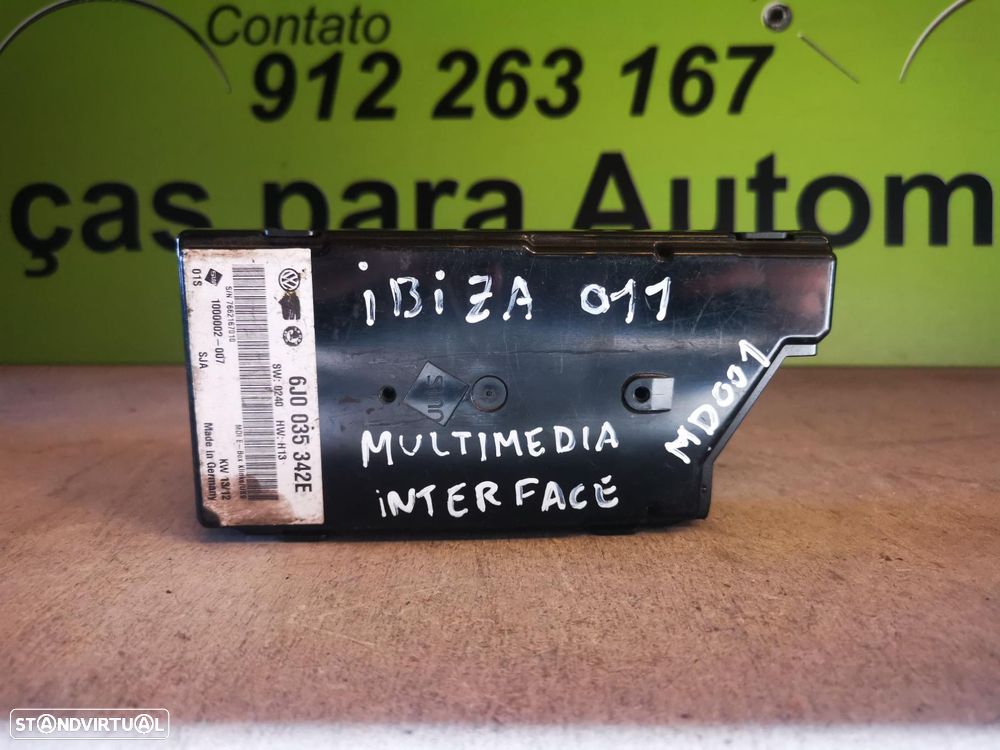 Contato
912 263 167
ças para Autom
iBiZA 011
MULTIMEDIA
iNTERFACE
MD001
6J0 035 342E
SW: 0240 HW: H13
S/N 7662167010
1000002-007
01S
SJA
KW 13/12
Made in Germany
STANDVIRTUAL